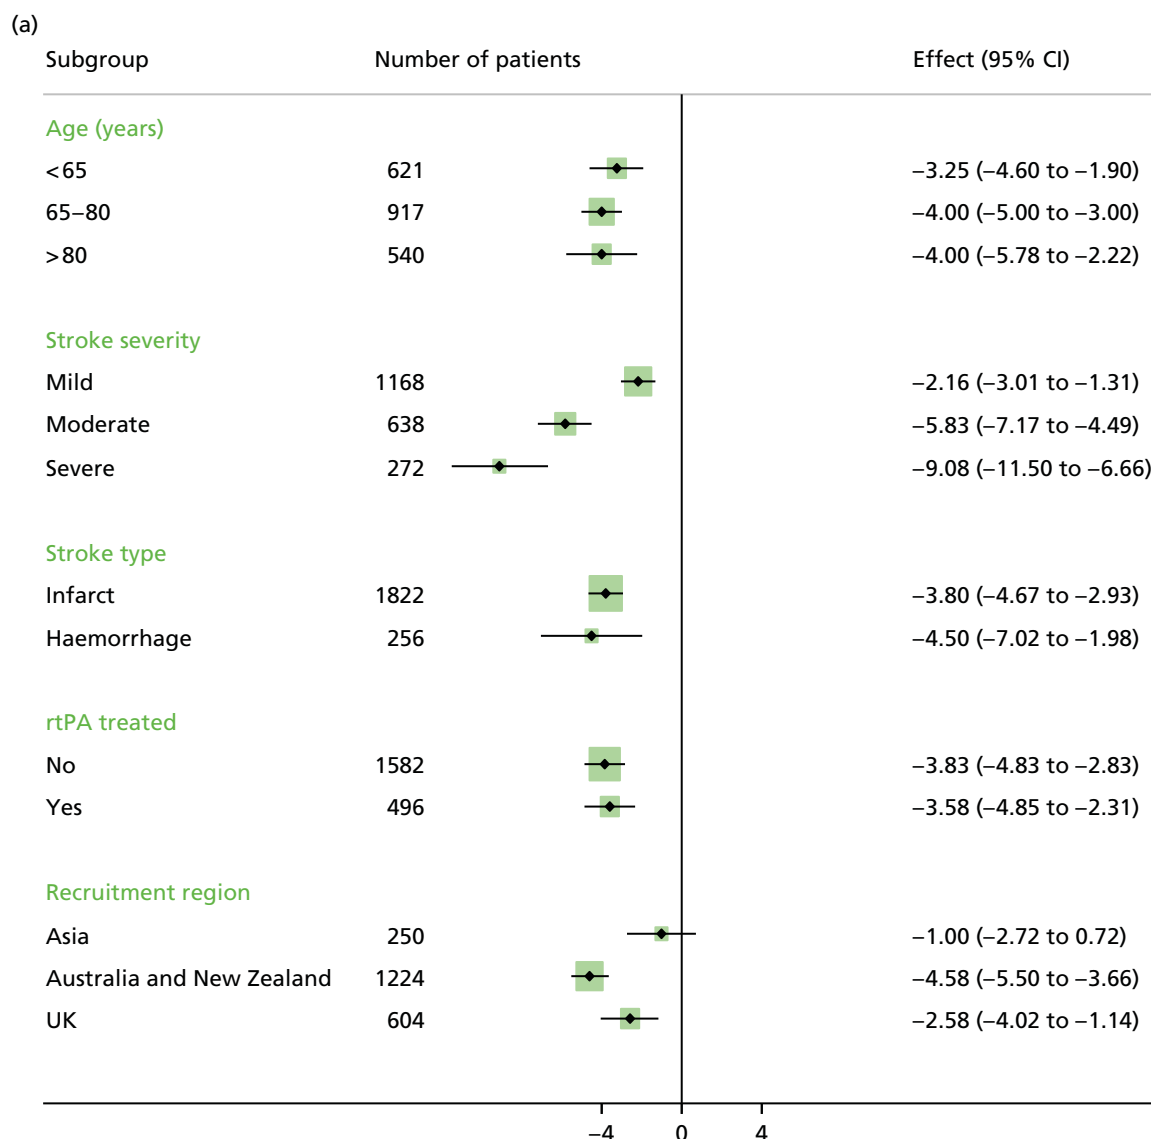 (a)
Subgroup Number of patients Effect (95% CI)
Age (years)
<65 621 −3.25 (−4.60 to −1.90)
65–80 917 −4.00 (−5.00 to −3.00)
>80 540 −4.00 (−5.78 to −2.22)
Stroke severity
Mild 1168 −2.16 (−3.01 to −1.31)
Moderate 638 −5.83 (−7.17 to −4.49)
Severe 272 −9.08 (−11.50 to −6.66)
Stroke type
Infarct 1822 −3.80 (−4.67 to −2.93)
Haemorrhage 256 −4.50 (−7.02 to −1.98)
rtPA treated
No 1582 −3.83 (−4.83 to −2.83)
Yes 496 −3.58 (−4.85 to −2.31)
Recruitment region
Asia 250 −1.00 (−2.72 to 0.72)
Australia and New Zealand 1224 −4.58 (−5.50 to −3.66)
UK 604 −2.58 (−4.02 to −1.14)
−4 0 4